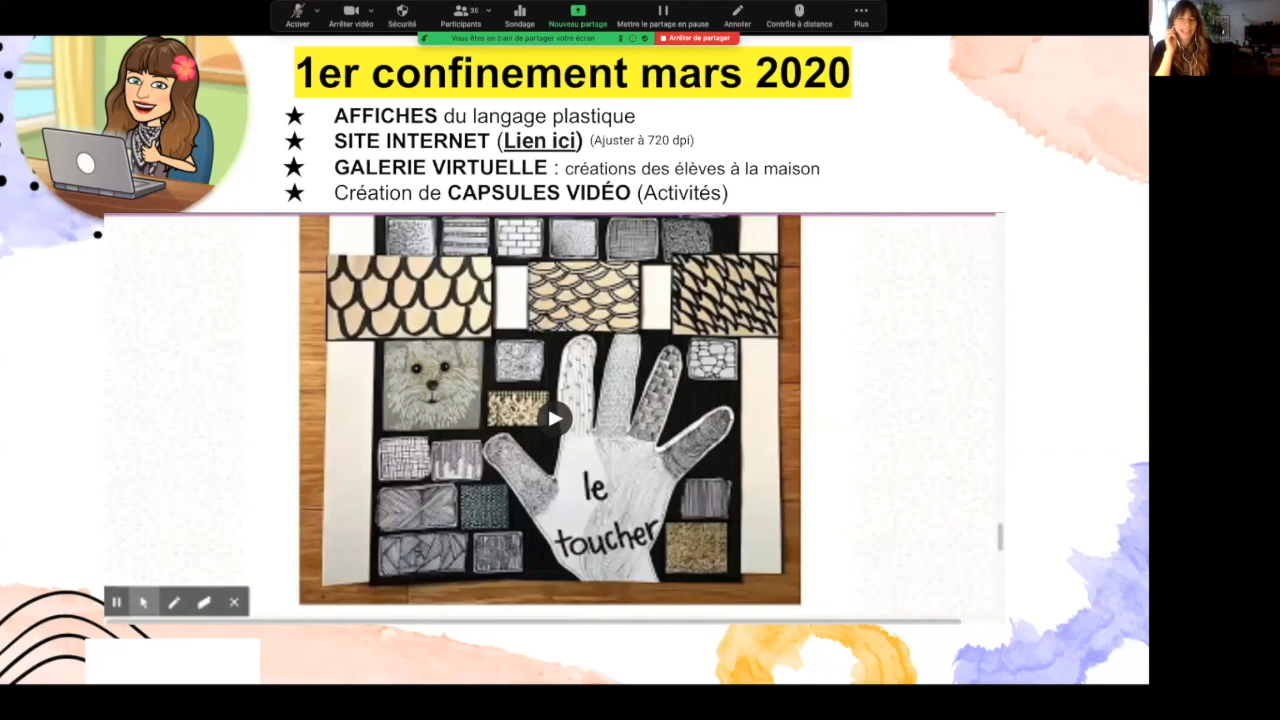 Activer
Arrêter vidéo
Sécurité
Participants
35
Sondage
Nouveau partage
Mettre le partage en pause
Annoter
Contrôle à distance
Plus
Vous êtes en train de partager votre écran
Arrêter de partager
1er confinement mars 2020
★ AFFICHES du langage plastique
★ SITE INTERNET (Lien ici) (Ajuster à 720 dpi)
★ GALERIE VIRTUELLE : créations des élèves à la maison
★ Création de CAPSULES VIDÉO (Activités)
le
toucher